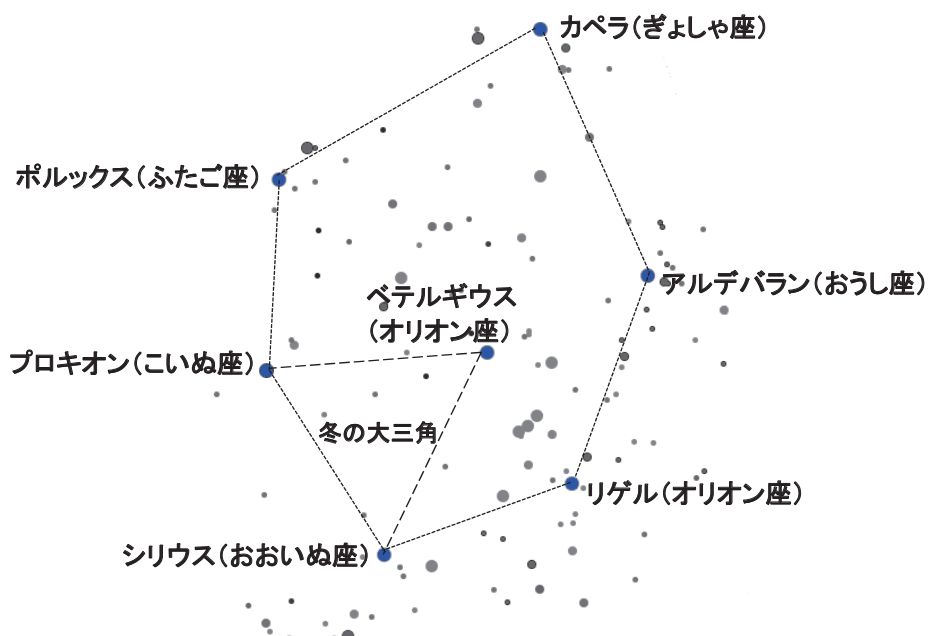 カペラ(ぎょしゃ座)
ポルックス(ふたご座)
アルデバラン(おうし座)
ベテルギウス
(オリオン座)
プロキオン(こいぬ座)
冬の大三角
リゲル(オリオン座)
シリウス(おおいぬ座)